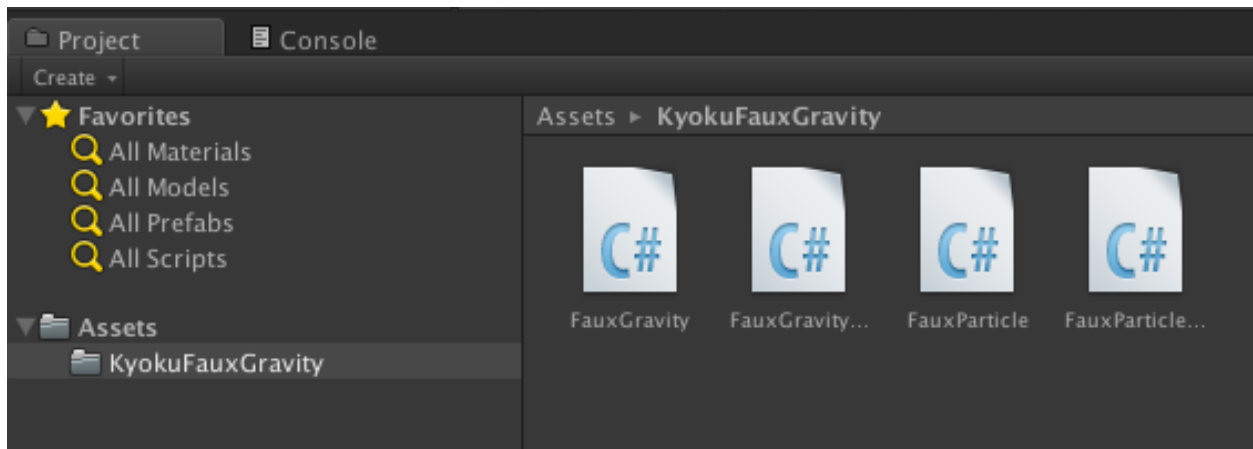 Project
Console
Create
Favorites
All Materials
All Models
All Prefabs
All Scripts
Assets
KyokuFauxGravity
Assets ▸ KyokuFauxGravity
C# C# C# C#
FauxGravity FauxGravity... FauxParticle FauxParticle...